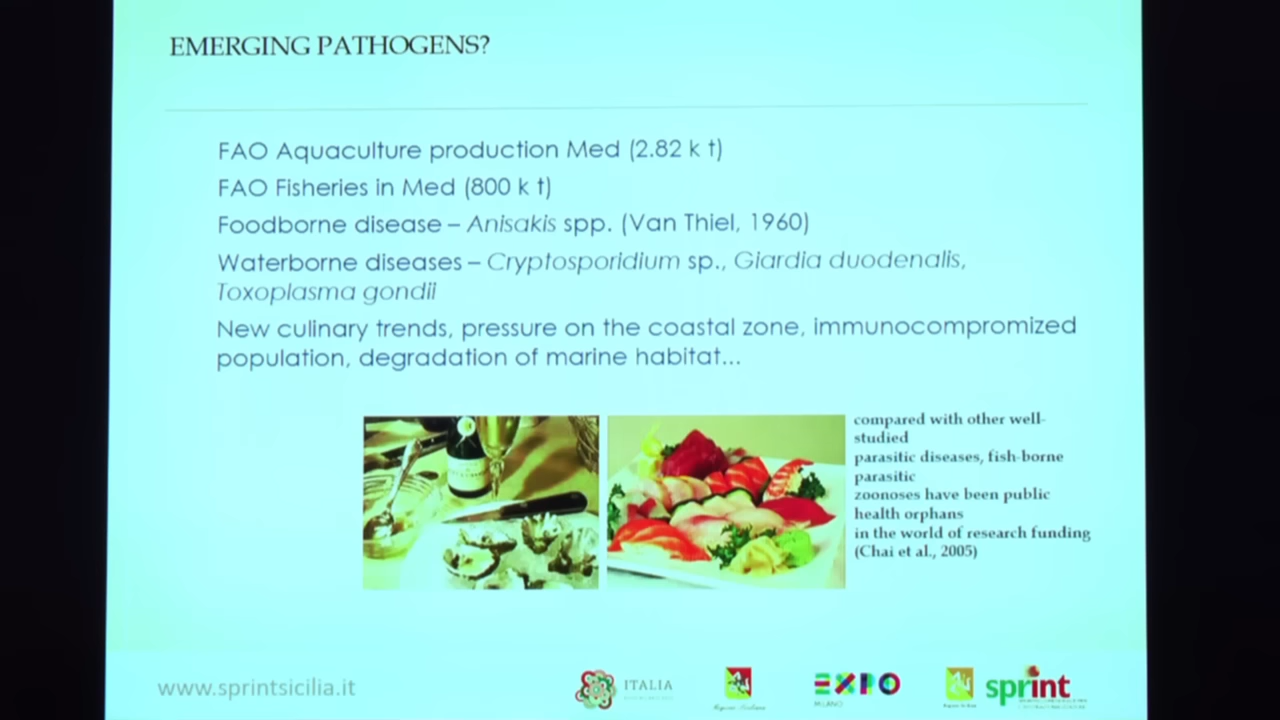 EMERGING PATHOGENS?
FAO Aquaculture production Med (2.82 k t)
FAO Fisheries in Med (800 k t)
Foodborne disease – Anisakis spp. (Van Thiel, 1960)
Waterborne diseases – Cryptosporidium sp., Giardia duodenalis,
Toxoplasma gondii
New culinary trends, pressure on the coastal zone, immunocompromized
population, degradation of marine habitat...
compared with other well-
studied
parasitic diseases, fish-borne
parasitic
zoonoses have been public
health orphans
in the world of research funding
(Chai et al., 2005)
www.sprintsicilia.it
ITALIA
EXPO
MILANO
sprint